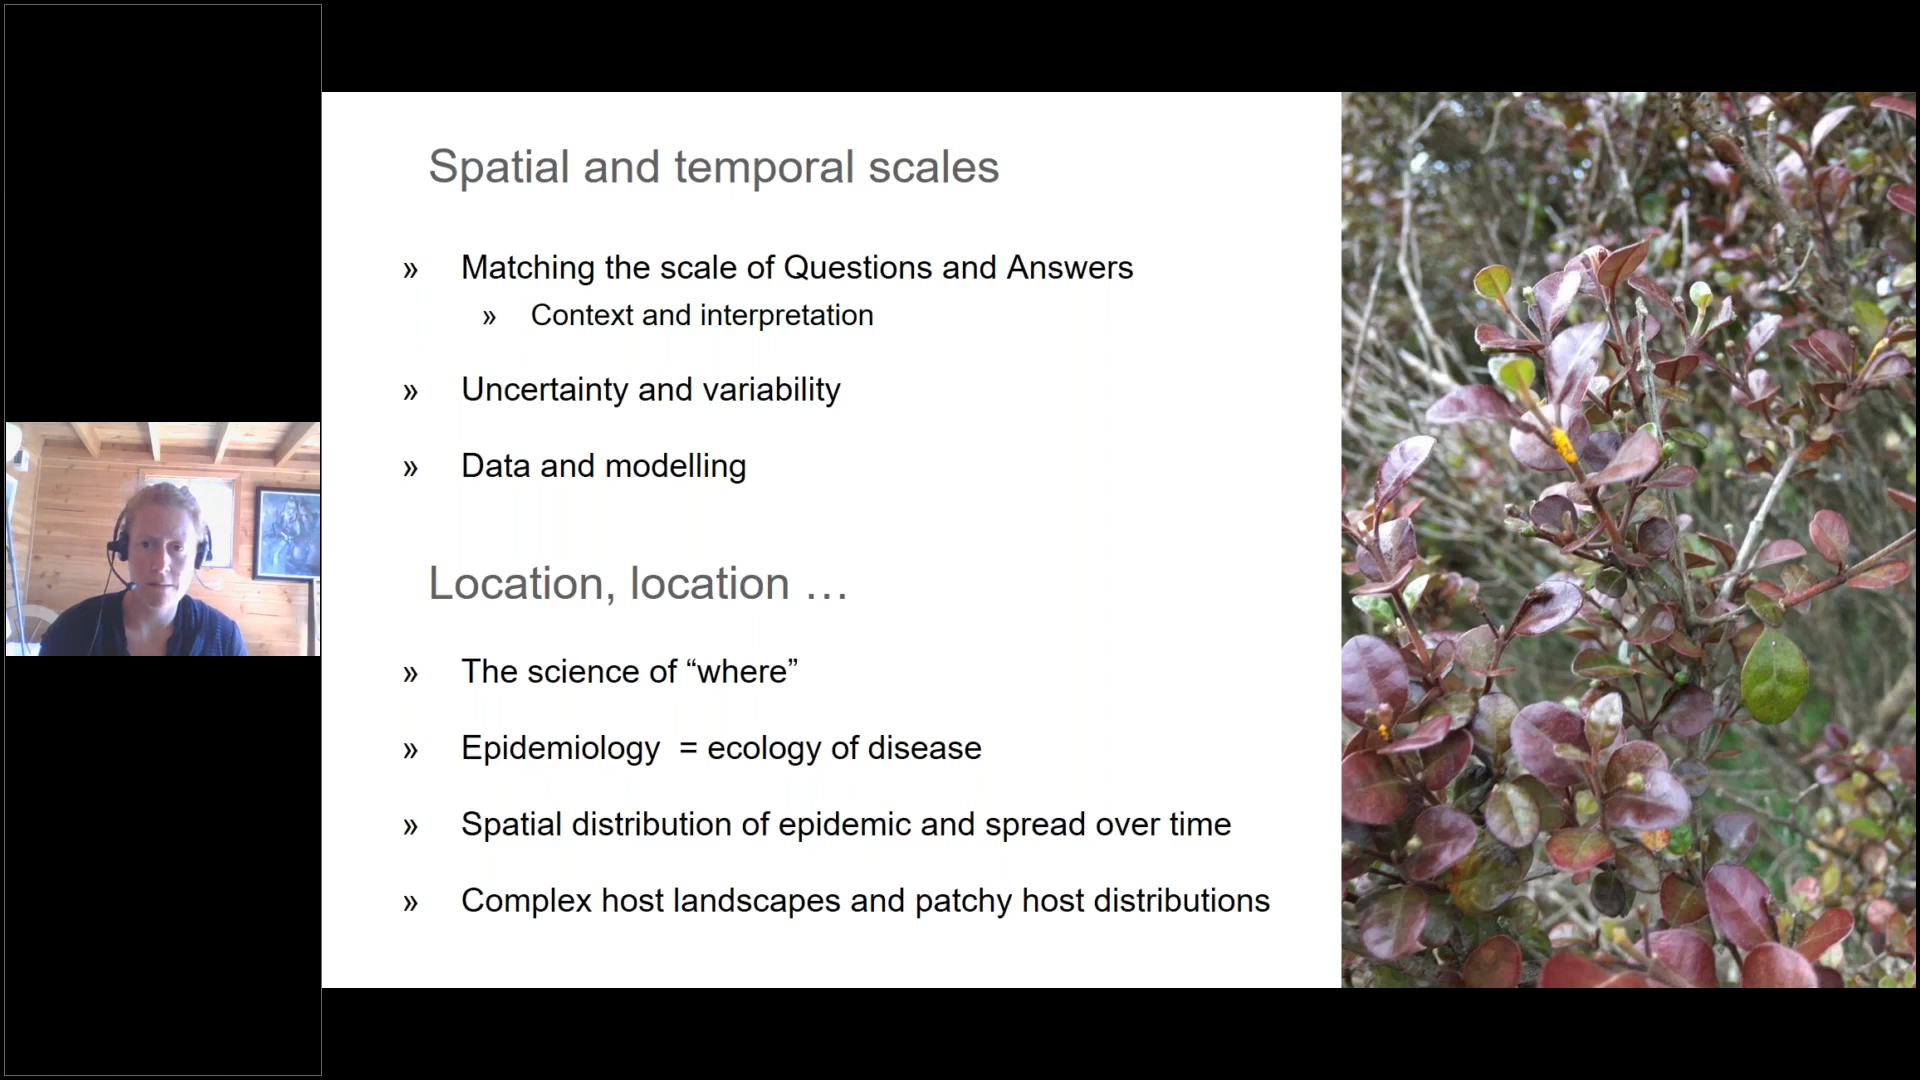 Spatial and temporal scales
» Matching the scale of Questions and Answers
» Context and interpretation
» Uncertainty and variability
» Data and modelling
Location, location …
» The science of “where”
» Epidemiology  = ecology of disease
» Spatial distribution of epidemic and spread over time
» Complex host landscapes and patchy host distributions